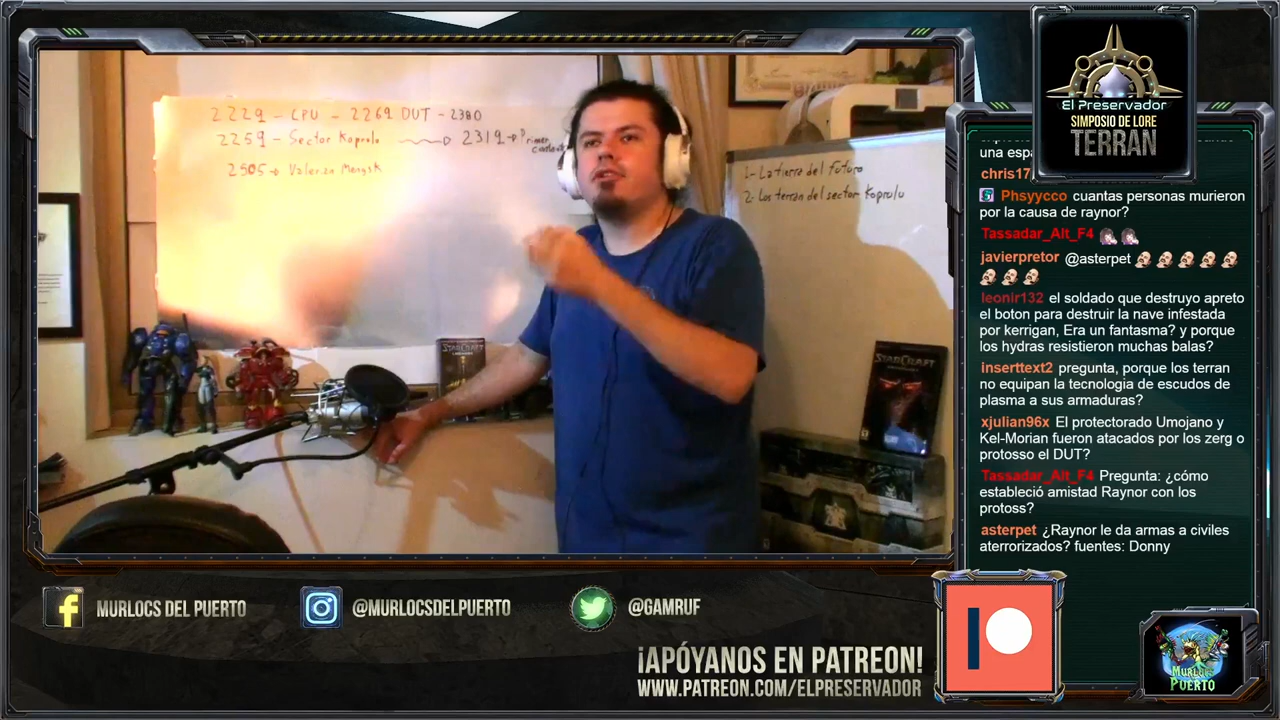 2229 - CPU - 2269 DUT - 2380
2259 - Sector Koprulu 2319 → Primer
2505 → Valerian Mengsk
1- La tierra del futuro
2- Los terran del sector Koprulu
STARCRAFT
STARCRAFT
El Preservador
SIMPOSIO DE LORE
TERRAN
una
chris17
Phsyycco cuantas personas murieron
por la causa de raynor?
Tassadar_Alt_F4
javierpretor @asterpet
leonir132 el soldado que destruyo apreto
el boton para destruir la nave infestada
por kerrigan, Era un fantasma? y porque
los hydras resistieron muchas balas?
inserttext2 pregunta, porque los terran
no equipan la tecnologia de escudos de
plasma a sus armaduras?
xjulian96x El protectorado Umojano y
Kel-Morian fueron atacados por los zerg o
protosso el DUT?
Tassadar_Alt_F4 Pregunta: ¿cómo
estableció amistad Raynor con los
protoss?
asterpet ¿Raynor le da armas a civiles
aterrorizados? fuentes: Donny
MURLOCS DEL PUERTO
@MURLOCSDELPUERTO
@GAMRUF
¡APÓYANOS EN PATREON!
WWW.PATREON.COM/ELPRESERVADOR
PUERTO